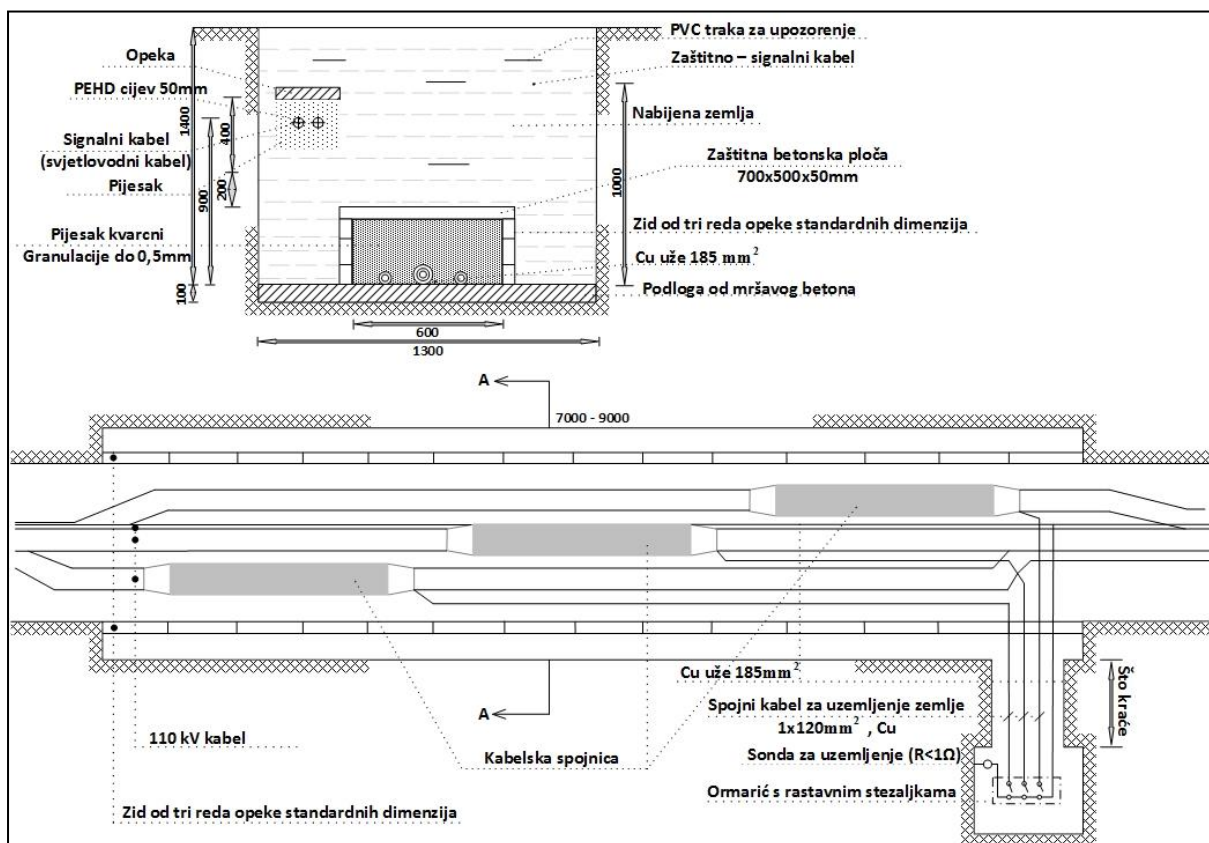 PVC traka za upozorenje
Opeka
Zaštitno – signalni kabel
PEHD cijev 50mm
1400
400
Nabijena zemlja
Signalni kabel
(svjetlovodni kabel)
Zaštitna betonska ploča
700x500x50mm
1000
Pijesak
900
200
Pijesak kvarcni
Granulacije do 0,5mm
Zid od tri reda opeke standardnih dimenzija
Cu uže 185 mm²
100
Podloga od mršavog betona
600
1300
A
7000 - 9000
Cu uže 185mm²
Što kraće
A
Spojni kabel za uzemljenje zemlje
1x120mm² , Cu
110 kV kabel
Kabelska spojnica
Sonda za uzemljenje (R<1Ω)
Ormarić s rastavnim stezaljkama
Zid od tri reda opeke standardnih dimenzija